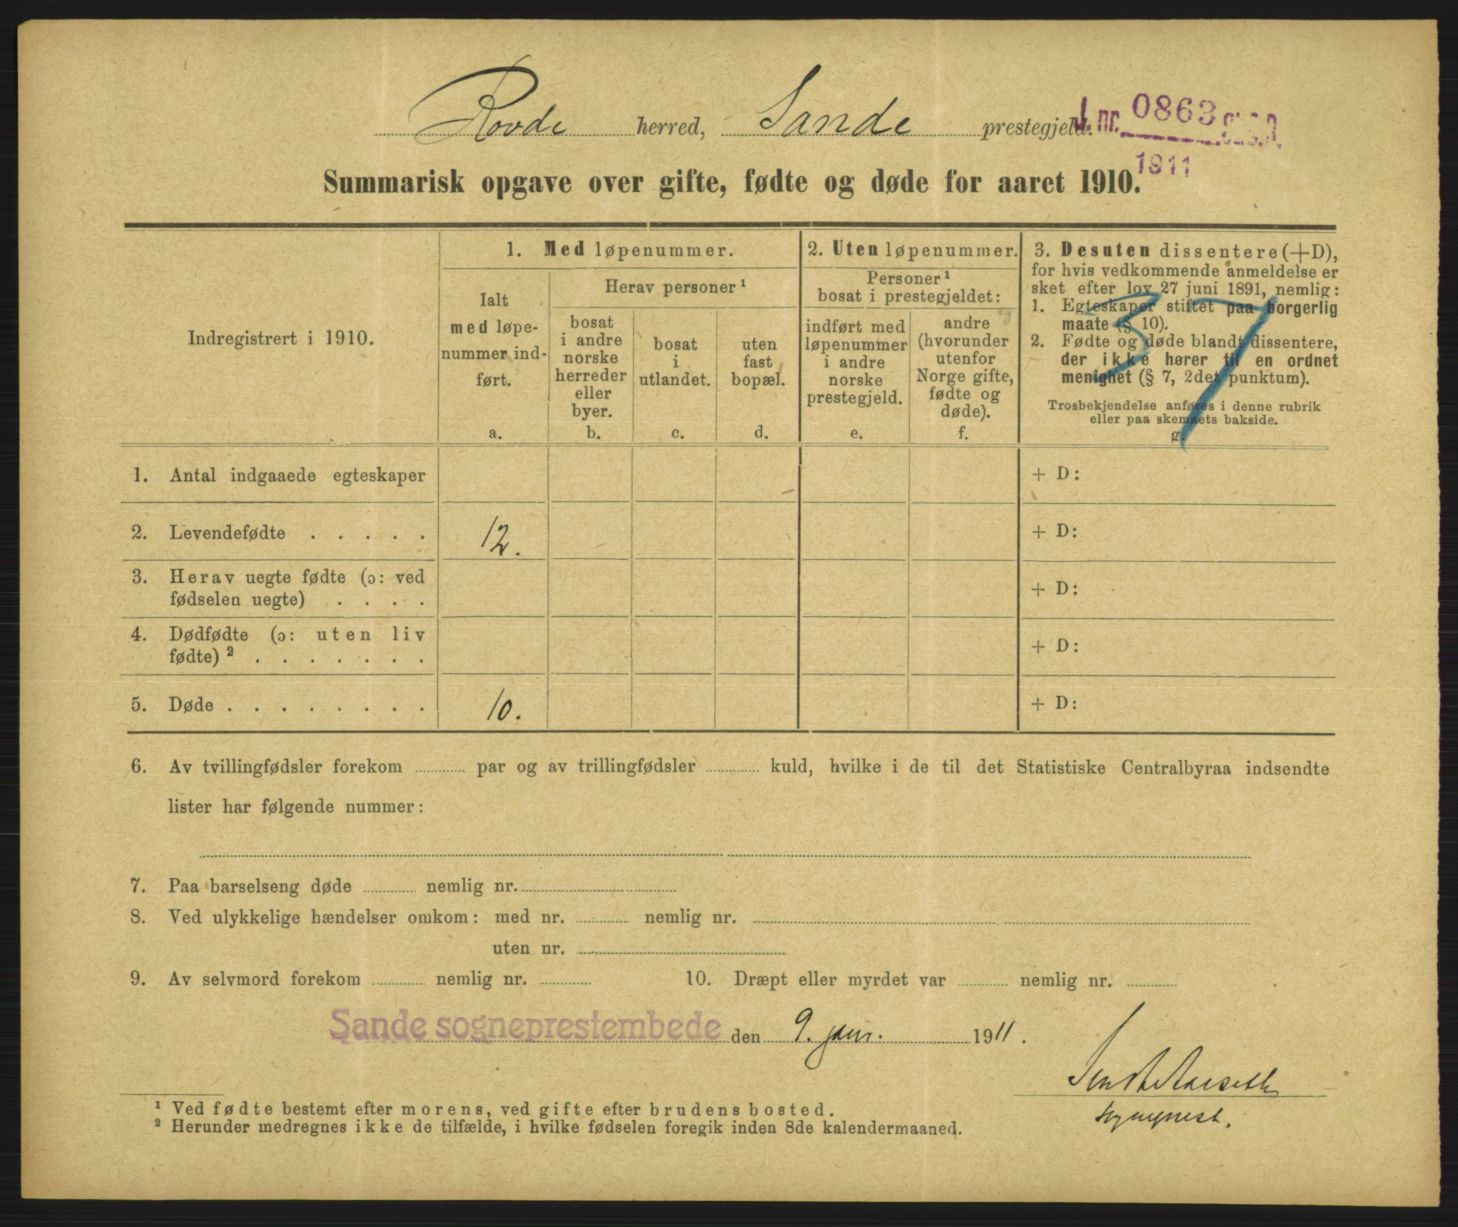 Rovde herred, Sande prestegjeld.
J. nr. 0863
1911
Summarisk opgave over gifte, fødte og døde for aaret 1910.
Indregistrert i 1910.
1. Med løpenummer.
Ialt
med løpe-
nummer ind-
ført.
a.
Herav personer ¹
bosat
i andre
norske
herreder
eller
byer.
b.
bosat
i
utlandet.
c.
uten
fast
bopæl.
d.
2. Uten løpenummer.
Personer ¹
bosat i prestegjeldet:
indført med
løpenummer
i andre
norske
prestegjeld.
e.
andre
(hvorunder
utenfor
Norge gifte,
fødte og
døde).
f.
3. Desuten dissentere (+D),
for hvis vedkommende anmeldelse er
sket efter lov 27 juni 1891, nemlig:
1. Egteskaper stiftet paa borgerlig
maate (§ 10).
2. Fødte og døde blandt dissentere,
der ikke hører til en ordnet
menighet (§ 7, 2det punktum).
Trosbekjendelse anføres i denne rubrik
eller paa skemaets bakside.
g.
37
1. Antal indgaaede egteskaper + D:
2. Levendefødte . . . . . 12. + D:
3. Herav uegte fødte (ɔ: ved
fødselen uegte) . . . . + D:
4. Dødfødte (ɔ: uten liv
fødte) ² . . . . . . . + D:
5. Døde . . . . . . . . 10. + D:
6. Av tvillingfødsler forekom par og av trillingfødsler kuld, hvilke i de til det Statistiske Centralbyraa indsendte
lister har følgende nummer:
7. Paa barselseng døde nemlig nr.
8. Ved ulykkelige hændelser omkom: med nr. nemlig nr.
uten nr.
9. Av selvmord forekom nemlig nr. 10. Dræpt eller myrdet var nemlig nr.
Sande sogneprestembede den 9. janr. 1911.
¹ Ved fødte bestemt efter morens, ved gifte efter brudens bosted.
² Herunder medregnes ikke de tilfælde, i hvilke fødselen foregik inden 8de kalendermaaned.